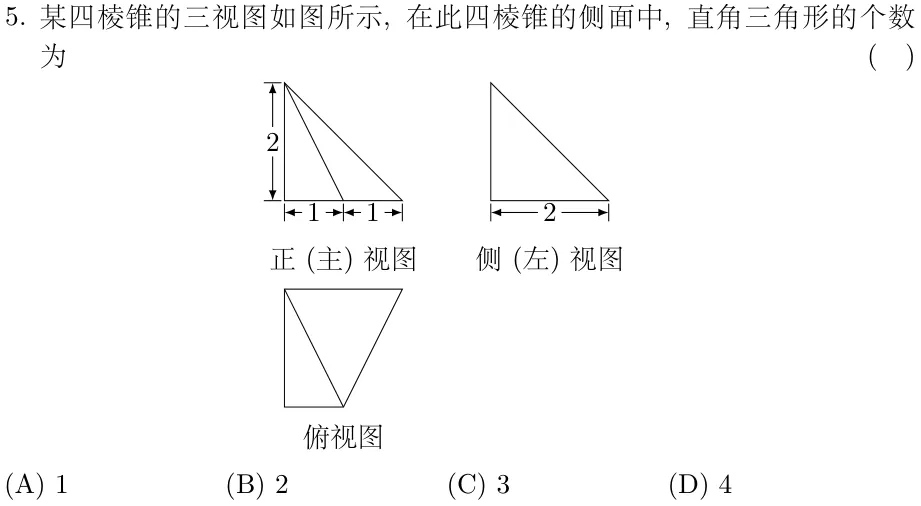 5. 某四棱锥的三视图如图所示, 在此四棱锥的侧面中, 直角三角形的个数
为 ( )
2
1 1
2
正 (主) 视图 侧 (左) 视图
俯视图
(A) 1 (B) 2 (C) 3 (D) 4